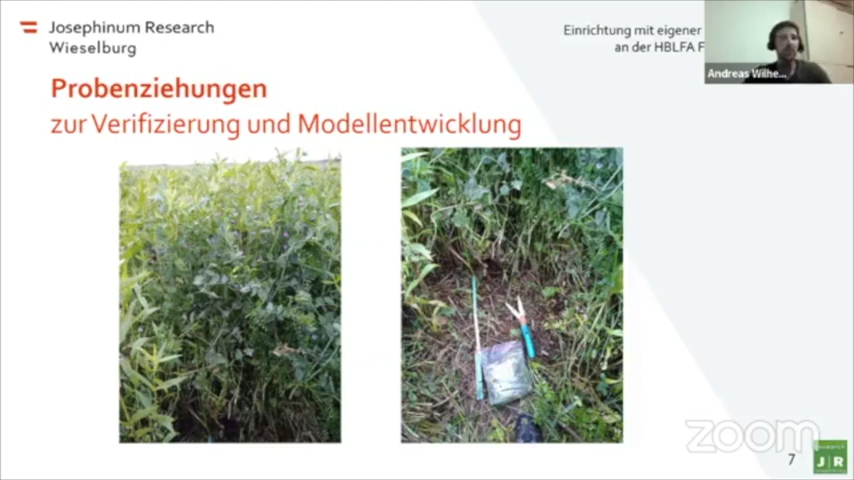 Josephinum Research
Wieselburg
Einrichtung mit eigener
an der HBLFA F
Andreas Wilhe...
Probenziehungen
zur Verifizierung und Modellentwicklung
zoom
7
J R